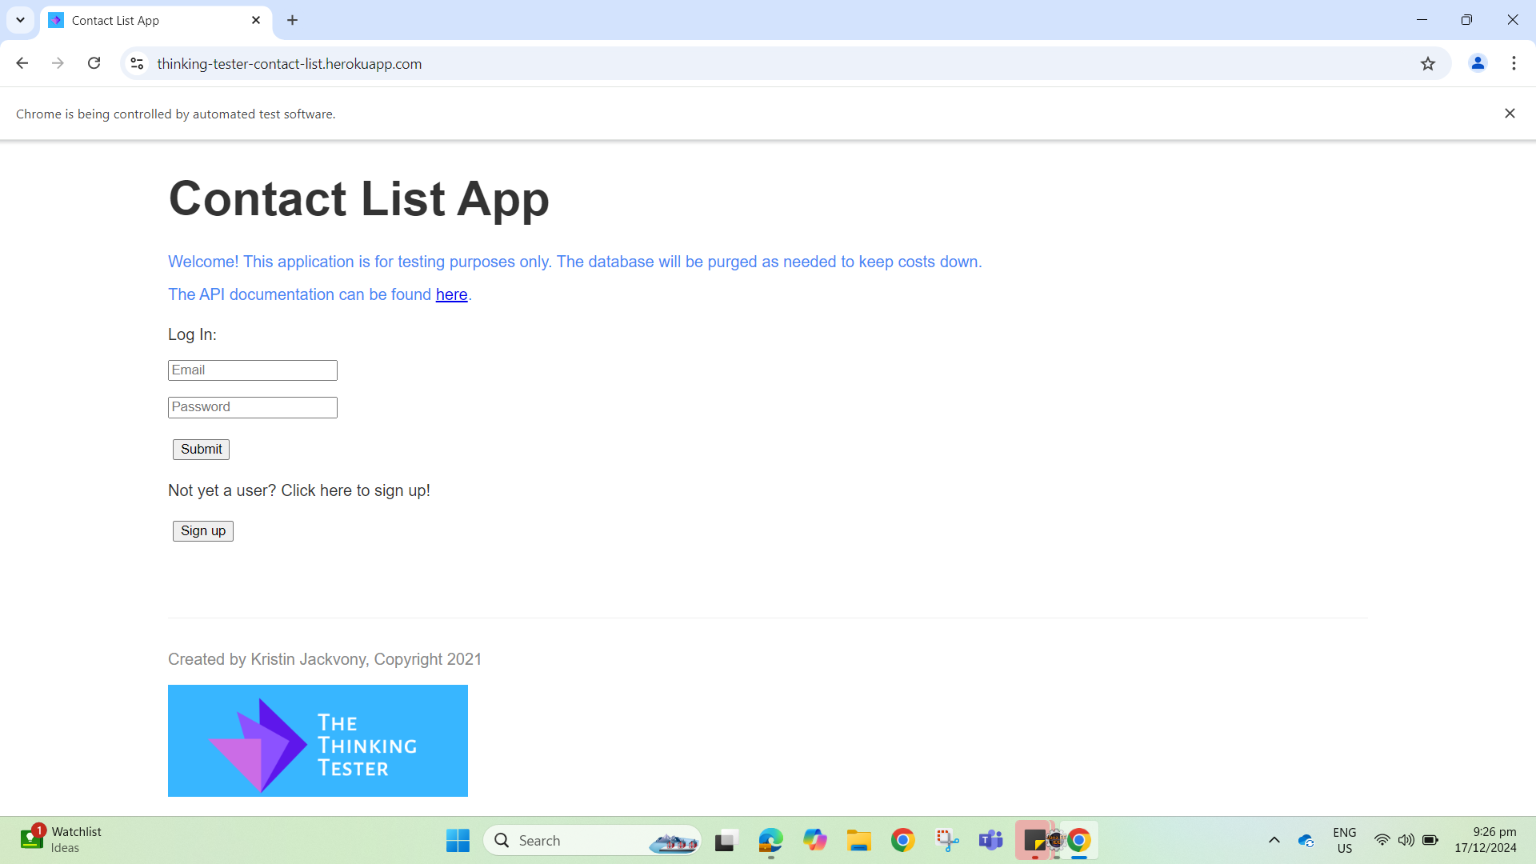 Contact List App
thinking-tester-contact-list.herokuapp.com
Chrome is being controlled by automated test software.
Contact List App
Welcome! This application is for testing purposes only. The database will be purged as needed to keep costs down.
The API documentation can be found here.
Log In:
Email
Password
Submit
Not yet a user? Click here to sign up!
Sign up
Created by Kristin Jackvony, Copyright 2021
THE
THINKING
TESTER
1
Watchlist
Ideas
Search
ENG
US
9:26 pm
17/12/2024